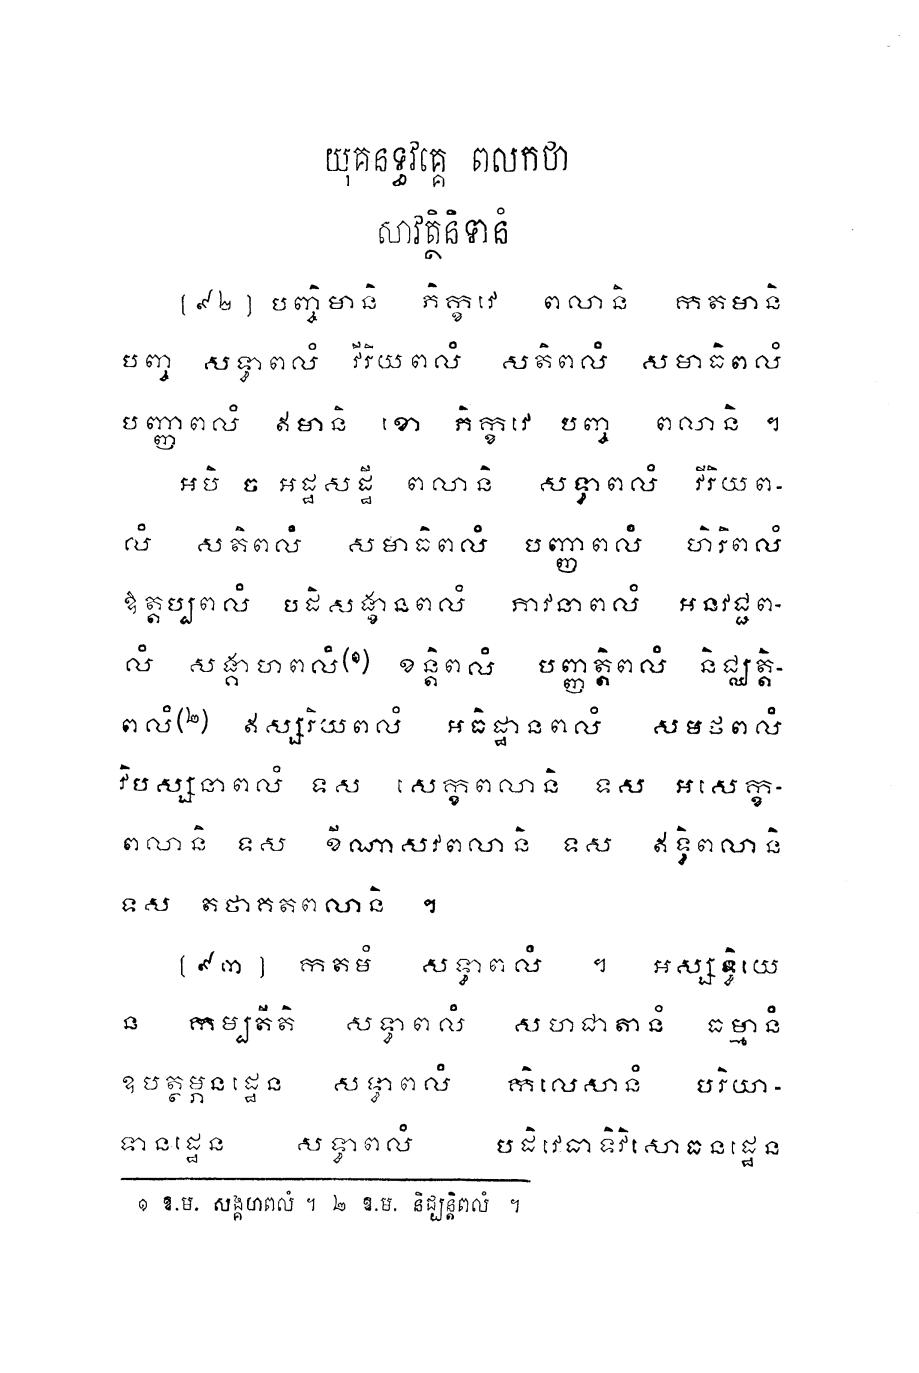 យុគនទ្ធវគ្គេ ពលកថា
សាវត្ថិនិទានំ
(៩២) បញ្ចិមានិ ភិក្ខវេ ពលានិ កតមានិ
បញ្ច សទ្ធាពលំ វីរិយពលំ សតិពលំ សមាធិពលំ
បញ្ញាពលំ ឥមានិ ខោ ភិក្ខវេ បញ្ច ពលានិ ។
អបិ ច អដ្ឋសដ្ឋី ពលានិ សទ្ធាពលំ វីរិយព-
លំ សតិពលំ សមាធិពលំ បញ្ញាពលំ ហិរិពលំ
ឱត្តប្បពលំ បដិសង្ខានពលំ ភាវនាពលំ អនវជ្ជព-
លំ សង្គាហពលំ(១) ខន្តិពលំ បញ្ញត្តិពលំ និជ្ឈត្តិ-
ពលំ(២) ឥស្សរិយពលំ អធិដ្ឋានពលំ សមថពលំ
វិបស្សនាពលំ ទស សេក្ខពលានិ ទស អសេក្ខ-
ពលានិ ទស ខីណាសវពលានិ ទស ឥទ្ធិពលានិ
ទស តថាគតពលានិ ។
(៩៣) កតមំ សទ្ធាពលំ ។ អស្សទ្ធិយេ
ន កម្បតីតិ សទ្ធាពលំ សហជាតានំ ធម្មានំ
ឧបត្ថម្ភនដ្ឋេន សទ្ធាពលំ កិលេសានំ បរិយា-
ទានដ្ឋេន សទ្ធាពលំ បដិវេធាទិវិសោធនដ្ឋេន
១ ឱ.ម. សង្គហពលំ ។ ២ ឱ.ម. និជ្ឈន្តិពលំ ។